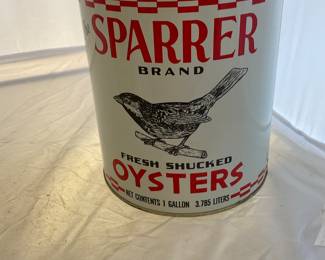 SPARRER
BRAND
FRESH SHUCKED
OYSTERS
NET CONTENTS 1 GALLON 3.785 LITERS